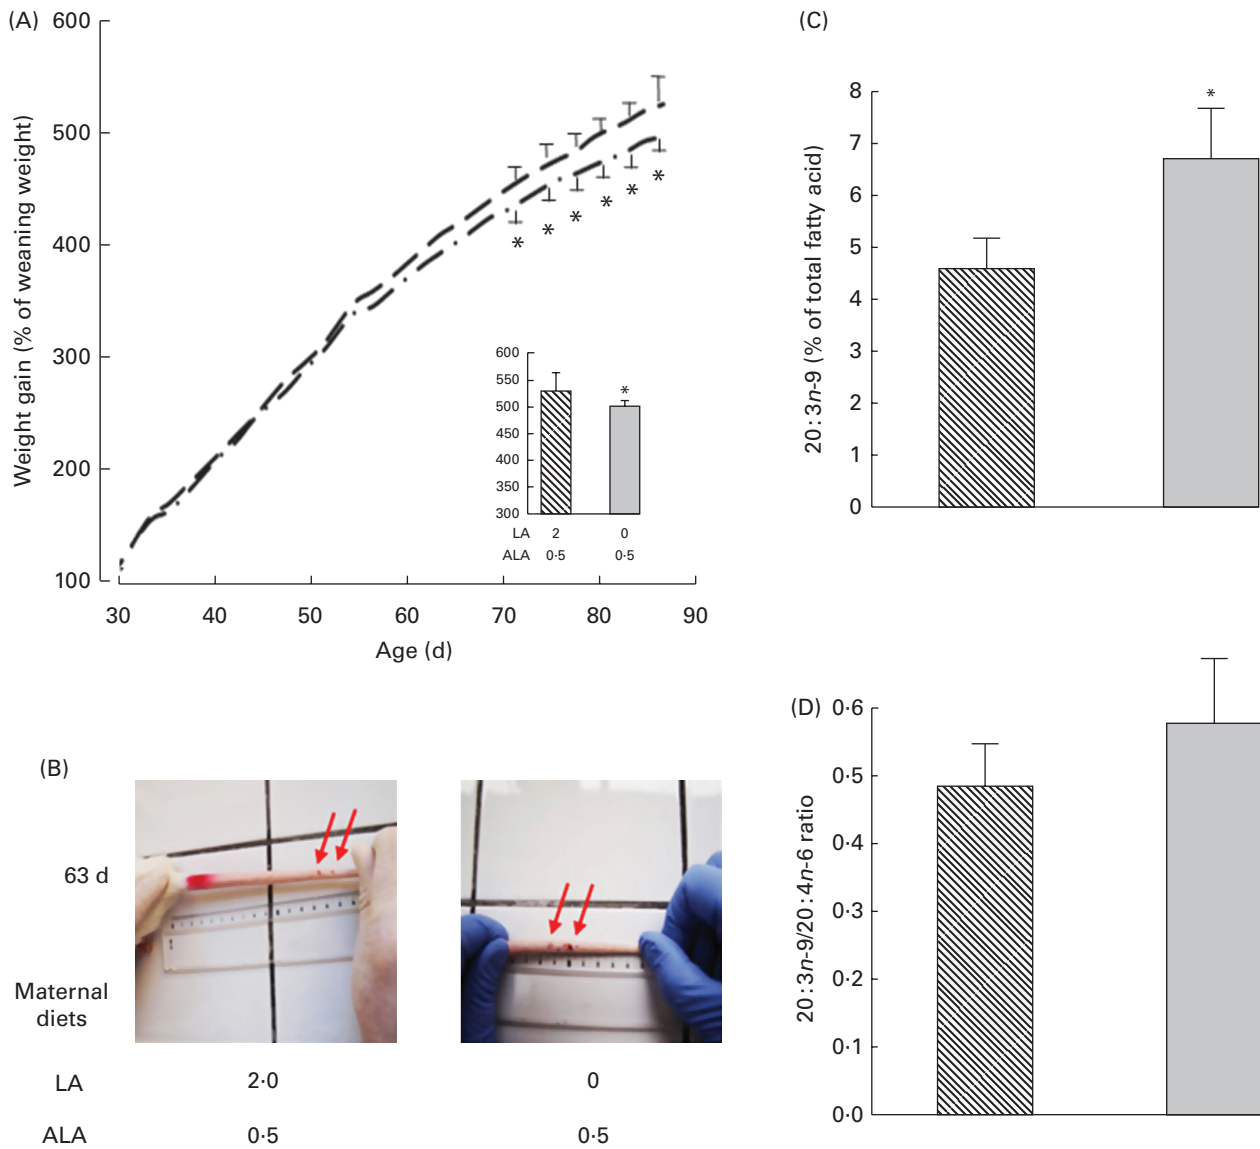 (A)
600
500
400
300
200
100
Weight gain (% of weaning weight)
30 40 50 60 70 80 90
Age (d)
* * * * * *
600
550
500
450
400
350
300
*
LA 2 0
ALA 0·5 0·5
(B)
63 d
Maternal
diets
LA 2·0 0
ALA 0·5 0·5
(C)
8
7
6
5
4
3
2
1
0
20:3n-9 (% of total fatty acid)
*
(D)
0·6
0·5
0·4
0·3
0·2
0·1
0·0
20:3n-9/20:4n-6 ratio